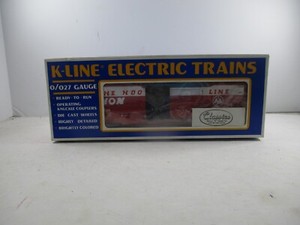 K-LINE ELECTRIC TRAINS
O/O27 GAUGE
READY TO RUN
OPERATING,
KNUCKLE COUPLERS
DIE CAST WHEELS
HIGHLY DETAILED
BRIGHTLY COLORED
LINE
Classics